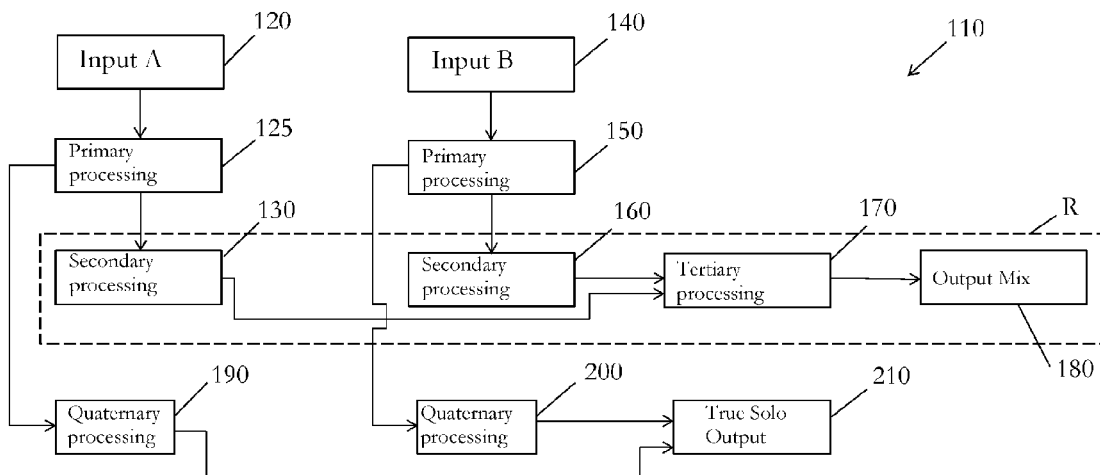 120
140
110
Input A
Input B
125
150
Primary
processing
Primary
processing
130
160
170
R
Secondary
processing
Secondary
processing
Tertiary
processing
Output Mix
190
200
210
180
Quaternary
processing
Quaternary
processing
True Solo
Output